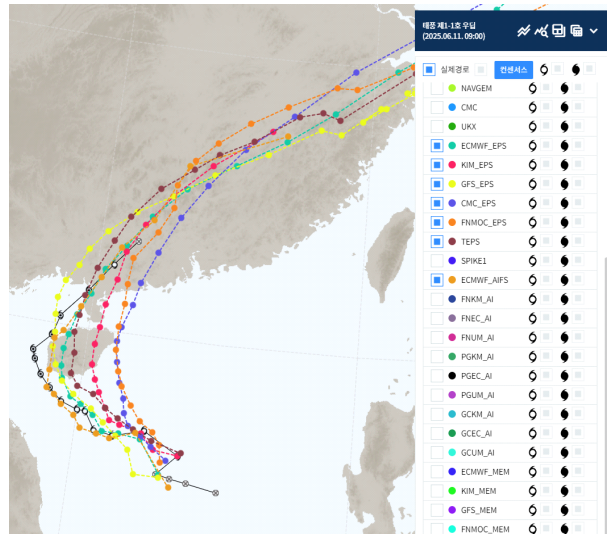 태풍 제1-1호 우딥
(2025.06.11. 09:00)
실제경로 컨센서스
NAVGEM
CMC
UKX
ECMWF_EPS
KIM_EPS
GFS_EPS
CMC_EPS
FNMOC_EPS
TEPS
SPIKE1
ECMWF_AIFS
FNKM_AI
FNEC_AI
FNUM_AI
PGKM_AI
PGEC_AI
PGUM_AI
GCKM_AI
GCEC_AI
GCUM_AI
ECMWF_MEM
KIM_MEM
GFS_MEM
FNMOC_MEM